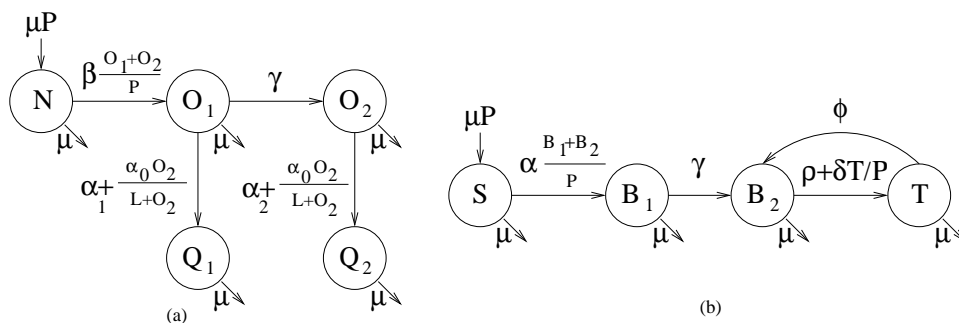 μP
N
β O₁+O₂ / P
O₁
γ
O₂
μ
μ
μ
α₁+ α₀O₂ / L+O₂
α₂+ α₀O₂ / L+O₂
Q₁
Q₂
μ
μ
(a)
μP
S
α B₁+B₂ / P
B₁
γ
B₂
ϕ
ρ+δT/P
T
μ
μ
μ
μ
(b)